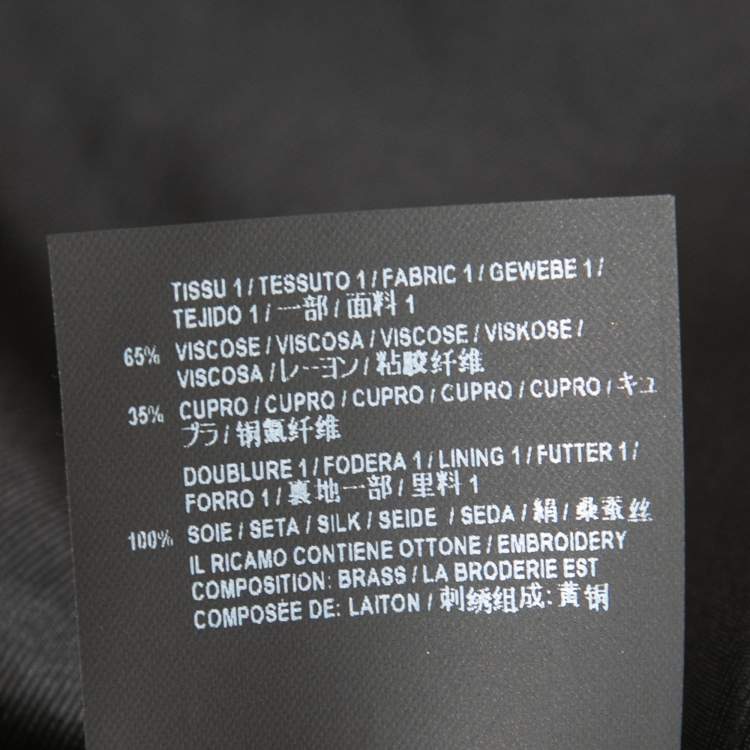 TISSU 1 / TESSUTO 1 / FABRIC 1 / GEWEBE 1 /
TEJIDO 1 / 一部 / 面料 1
65% VISCOSE / VISCOSA / VISCOSE / VISKOSE /
VISCOSA / レーヨン / 粘胶纤维
35% CUPRO / CUPRO / CUPRO / CUPRO / CUPRO / キュ
プラ / 铜氨纤维
DOUBLURE 1 / FODERA 1 / LINING 1 / FUTTER 1 /
FORRO 1 / 裏地一部 / 里料 1
100% SOIE / SETA / SILK / SEIDE / SEDA / 絹 / 桑蚕丝
IL RICAMO CONTIENE OTTONE / EMBROIDERY
COMPOSITION: BRASS / LA BRODERIE EST
COMPOSÉE DE: LAITON / 刺绣组成: 黄铜